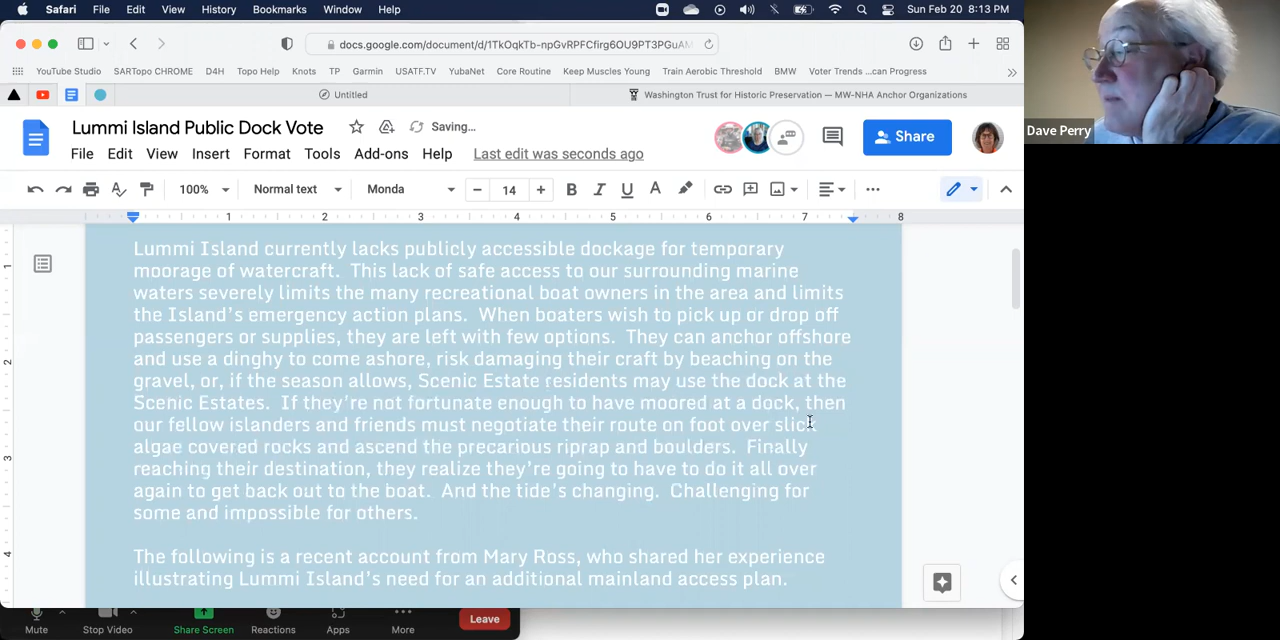 Safari File Edit View History Bookmarks Window Help Sun Feb 20 8:13 PM
docs.google.com/document/d/1TkOqkTb-npGvRPFCfirg6OU9PT3PGuAM
YouTube Studio SARTopo CHROME D4H Topo Help Knots TP Garmin USATF.TV YubaNet Core Routine Keep Muscles Young Train Aerobic Threshold BMW Voter Trends ...can Progress
Untitled Washington Trust for Historic Preservation — MW-NHA Anchor Organizations
Dave Perry
Lummi Island Public Dock Vote Saving...
Share
File Edit View Insert Format Tools Add-ons Help Last edit was seconds ago
100% Normal text Monda 14 B I U A
1 2 3 4 5 6 7 8
Lummi Island currently lacks publicly accessible dockage for temporary
moorage of watercraft. This lack of safe access to our surrounding marine
waters severely limits the many recreational boat owners in the area and limits
the Island's emergency action plans. When boaters wish to pick up or drop off
passengers or supplies, they are left with few options. They can anchor offshore
and use a dinghy to come ashore, risk damaging their craft by beaching on the
gravel, or, if the season allows, Scenic Estate residents may use the dock at the
Scenic Estates. If they're not fortunate enough to have moored at a dock, then
our fellow islanders and friends must negotiate their route on foot over slick
algae covered rocks and ascend the precarious riprap and boulders. Finally
reaching their destination, they realize they're going to have to do it all over
again to get back out to the boat. And the tide's changing. Challenging for
some and impossible for others.
The following is a recent account from Mary Ross, who shared her experience
illustrating Lummi Island's need for an additional mainland access plan.
1
2
3
4
Mute Stop Video Share Screen Reactions Apps More Leave